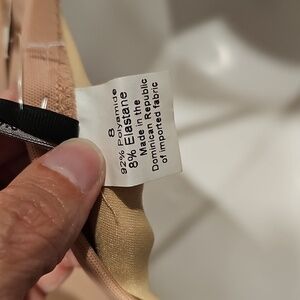 8
92% Polyamide
8% Elastane
Made in the
Dominican Republic
of imported fabric